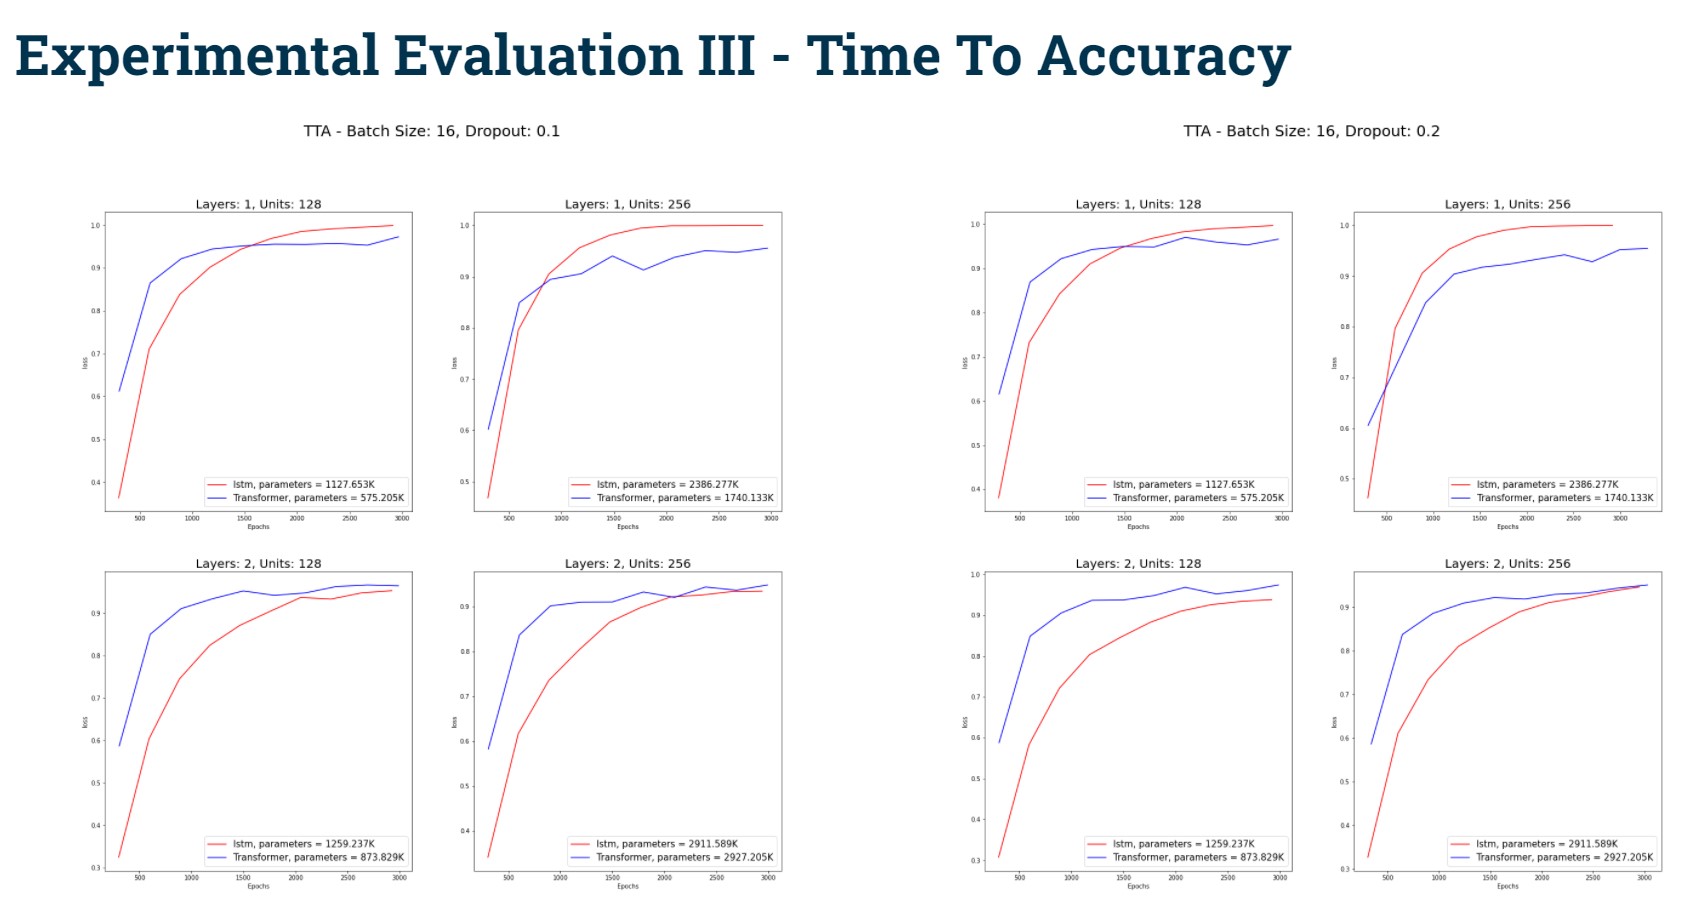 Experimental Evaluation III - Time To Accuracy
TTA - Batch Size: 16, Dropout: 0.1
Layers: 1, Units: 128
1.0
0.9
0.8
0.7
0.6
0.5
0.4
loss
lstm, parameters = 1127.653K
Transformer, parameters = 575.205K
500 1000 1500 2000 2500 3000
Epochs
Layers: 1, Units: 256
1.0
0.9
0.8
0.7
0.6
0.5
loss
lstm, parameters = 2386.277K
Transformer, parameters = 1740.133K
500 1000 1500 2000 2500 3000
Epochs
Layers: 2, Units: 128
0.9
0.8
0.7
0.6
0.5
0.4
0.3
loss
lstm, parameters = 1259.237K
Transformer, parameters = 873.829K
500 1000 1500 2000 2500 3000
Epochs
Layers: 2, Units: 256
0.9
0.8
0.7
0.6
0.5
0.4
loss
lstm, parameters = 2911.589K
Transformer, parameters = 2927.205K
500 1000 1500 2000 2500 3000
Epochs
TTA - Batch Size: 16, Dropout: 0.2
Layers: 1, Units: 128
1.0
0.9
0.8
0.7
0.6
0.5
0.4
loss
lstm, parameters = 1127.653K
Transformer, parameters = 575.205K
500 1000 1500 2000 2500 3000
Epochs
Layers: 1, Units: 256
1.0
0.9
0.8
0.7
0.6
0.5
loss
lstm, parameters = 2386.277K
Transformer, parameters = 1740.133K
500 1000 1500 2000 2500 3000
Epochs
Layers: 2, Units: 128
1.0
0.9
0.8
0.7
0.6
0.5
0.4
0.3
loss
lstm, parameters = 1259.237K
Transformer, parameters = 873.829K
500 1000 1500 2000 2500 3000
Epochs
Layers: 2, Units: 256
0.9
0.8
0.7
0.6
0.5
0.4
0.3
loss
lstm, parameters = 2911.589K
Transformer, parameters = 2927.205K
500 1000 1500 2000 2500 3000
Epochs